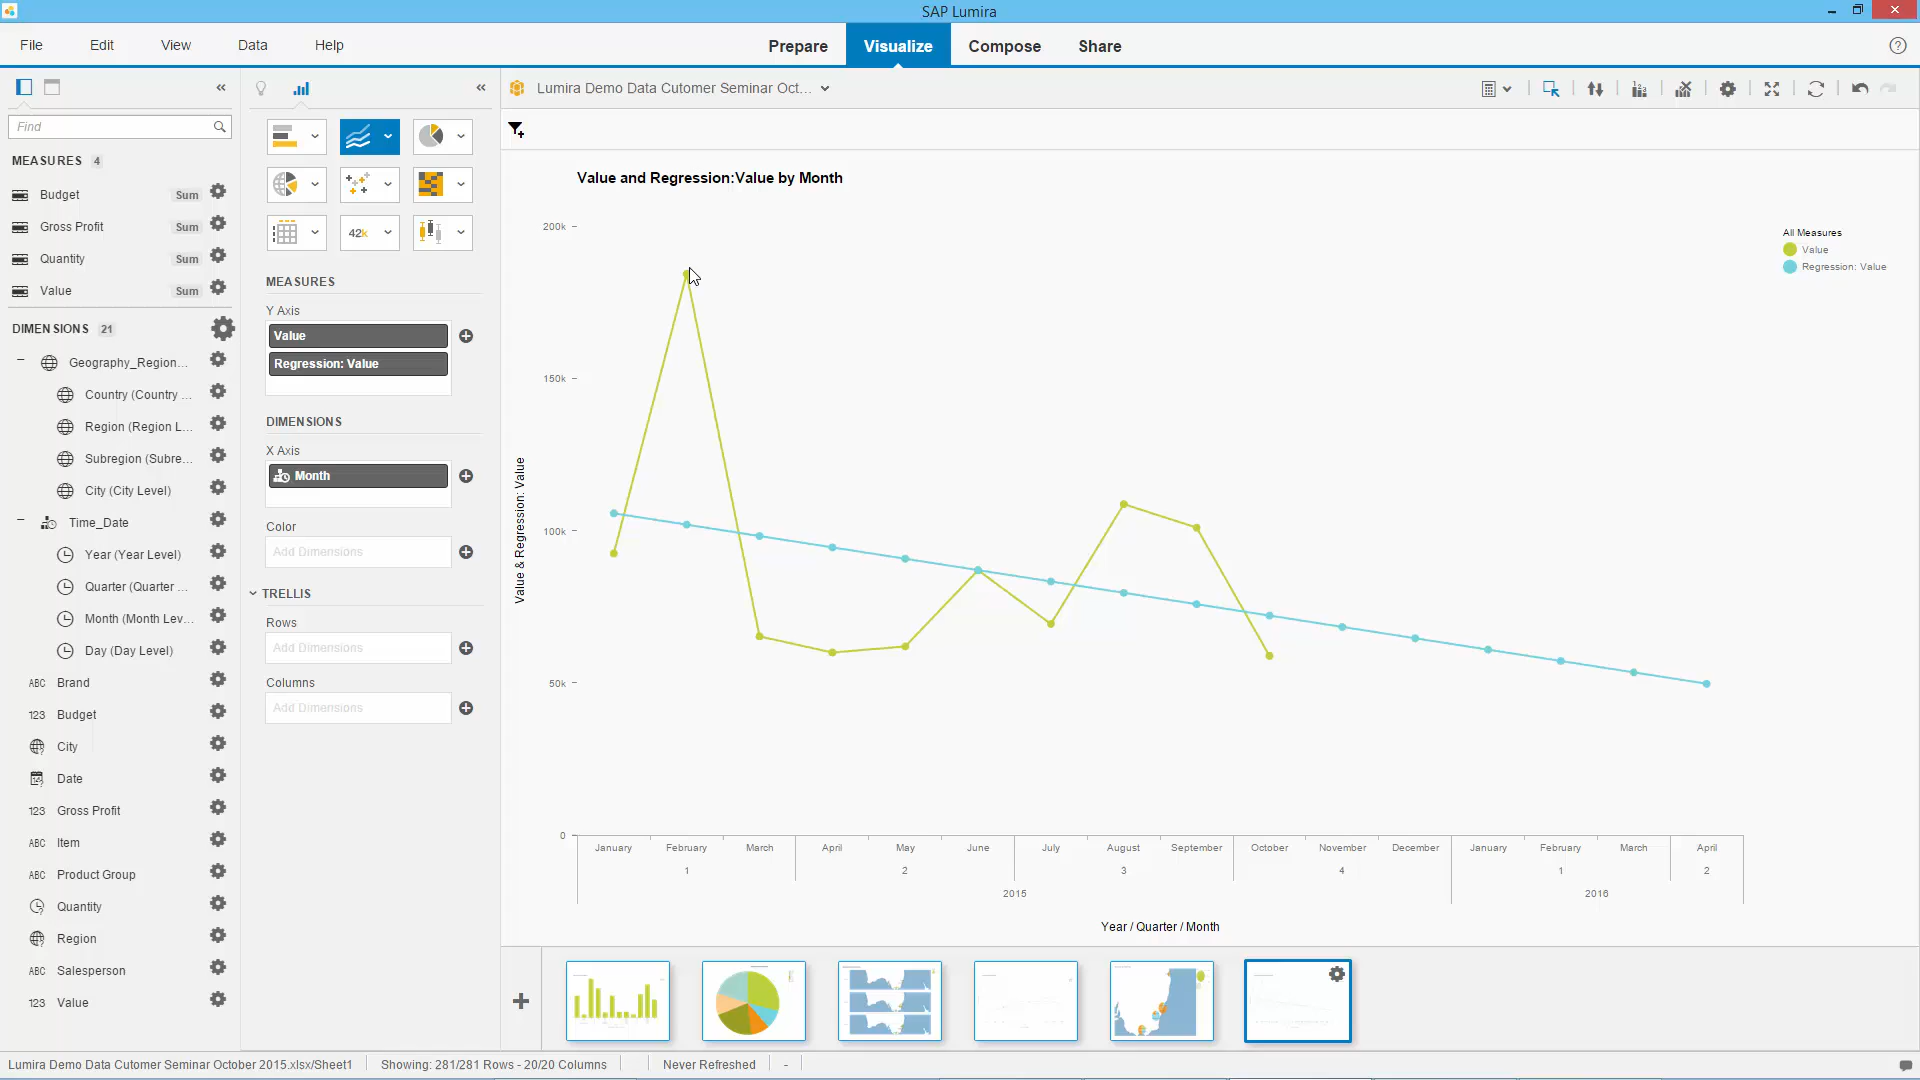 SAP Lumira
File Edit View Data Help
Prepare Visualize Compose Share
Find
MEASURES 4
Budget Sum
Gross Profit Sum
Quantity Sum
Value Sum
DIMENSIONS 21
Geography_Region...
Country (Country ...
Region (Region L...
Subregion (Subre...
City (City Level)
Time_Date
Year (Year Level)
Quarter (Quarter ...
Month (Month Lev...
Day (Day Level)
ABC Brand
123 Budget
City
Date
123 Gross Profit
ABC Item
ABC Product Group
Quantity
Region
ABC Salesperson
123 Value
42k
MEASURES
Y Axis
Value
Regression: Value
DIMENSIONS
X Axis
Month
Color
Add Dimensions
TRELLIS
Rows
Add Dimensions
Columns
Add Dimensions
Lumira Demo Data Cutomer Seminar Oct...
Value and Regression:Value by Month
200k
150k
100k
50k
0
Value & Regression: Value
All Measures
Value
Regression: Value
January February March April May June July August September October November December January February March April
1 2 3 4 1 2
2015 2016
Year / Quarter / Month
Lumira Demo Data Cutomer Seminar October 2015.xlsx/Sheet1 Showing: 281/281 Rows - 20/20 Columns Never Refreshed -